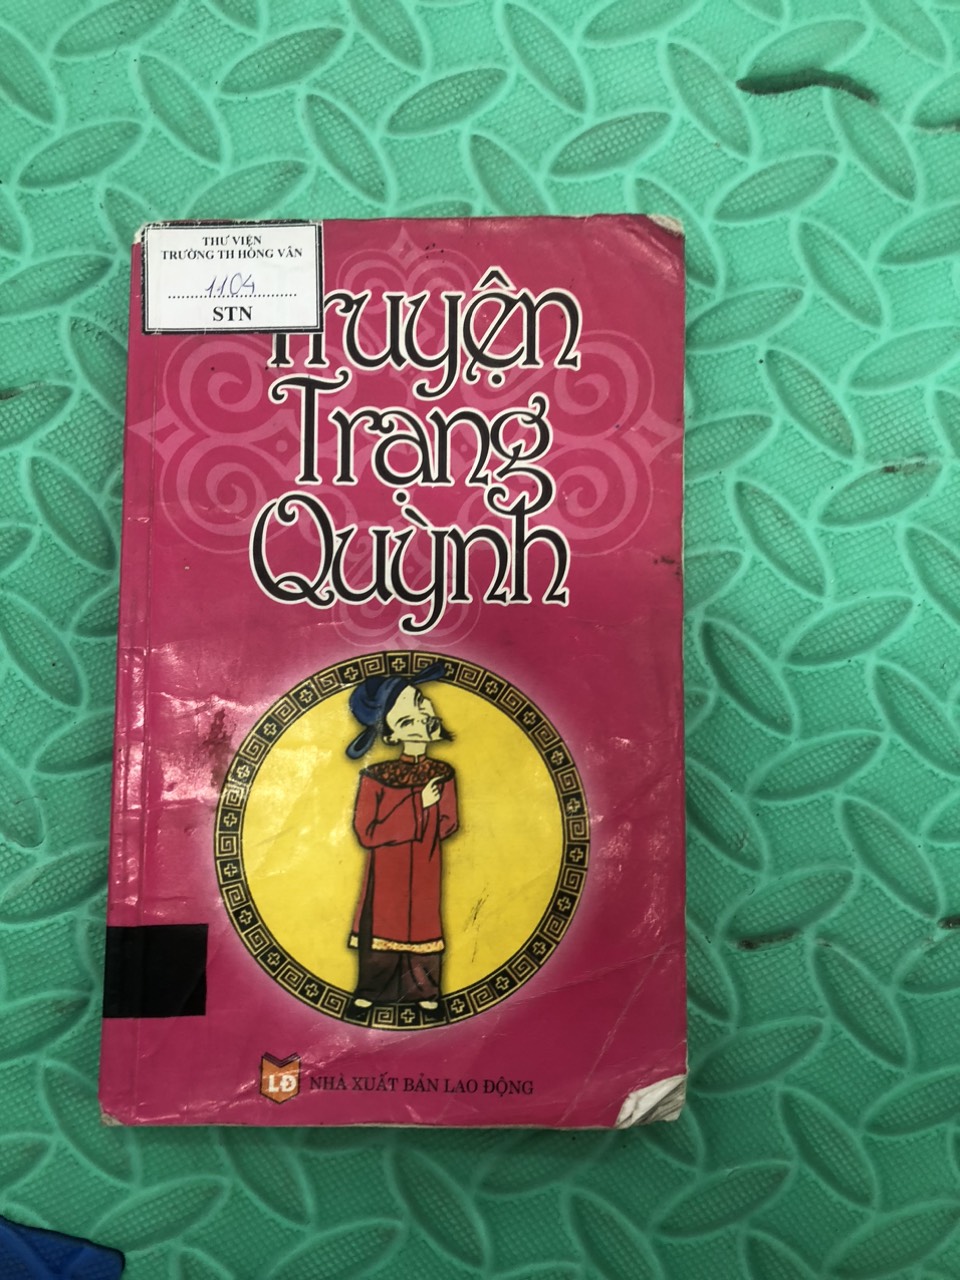 THƯ VIỆN
TRƯỜNG TH HỒNG VÂN
1104
STN
Truyện
Trạng
Quỳnh
LĐ NHÀ XUẤT BẢN LAO ĐỘNG